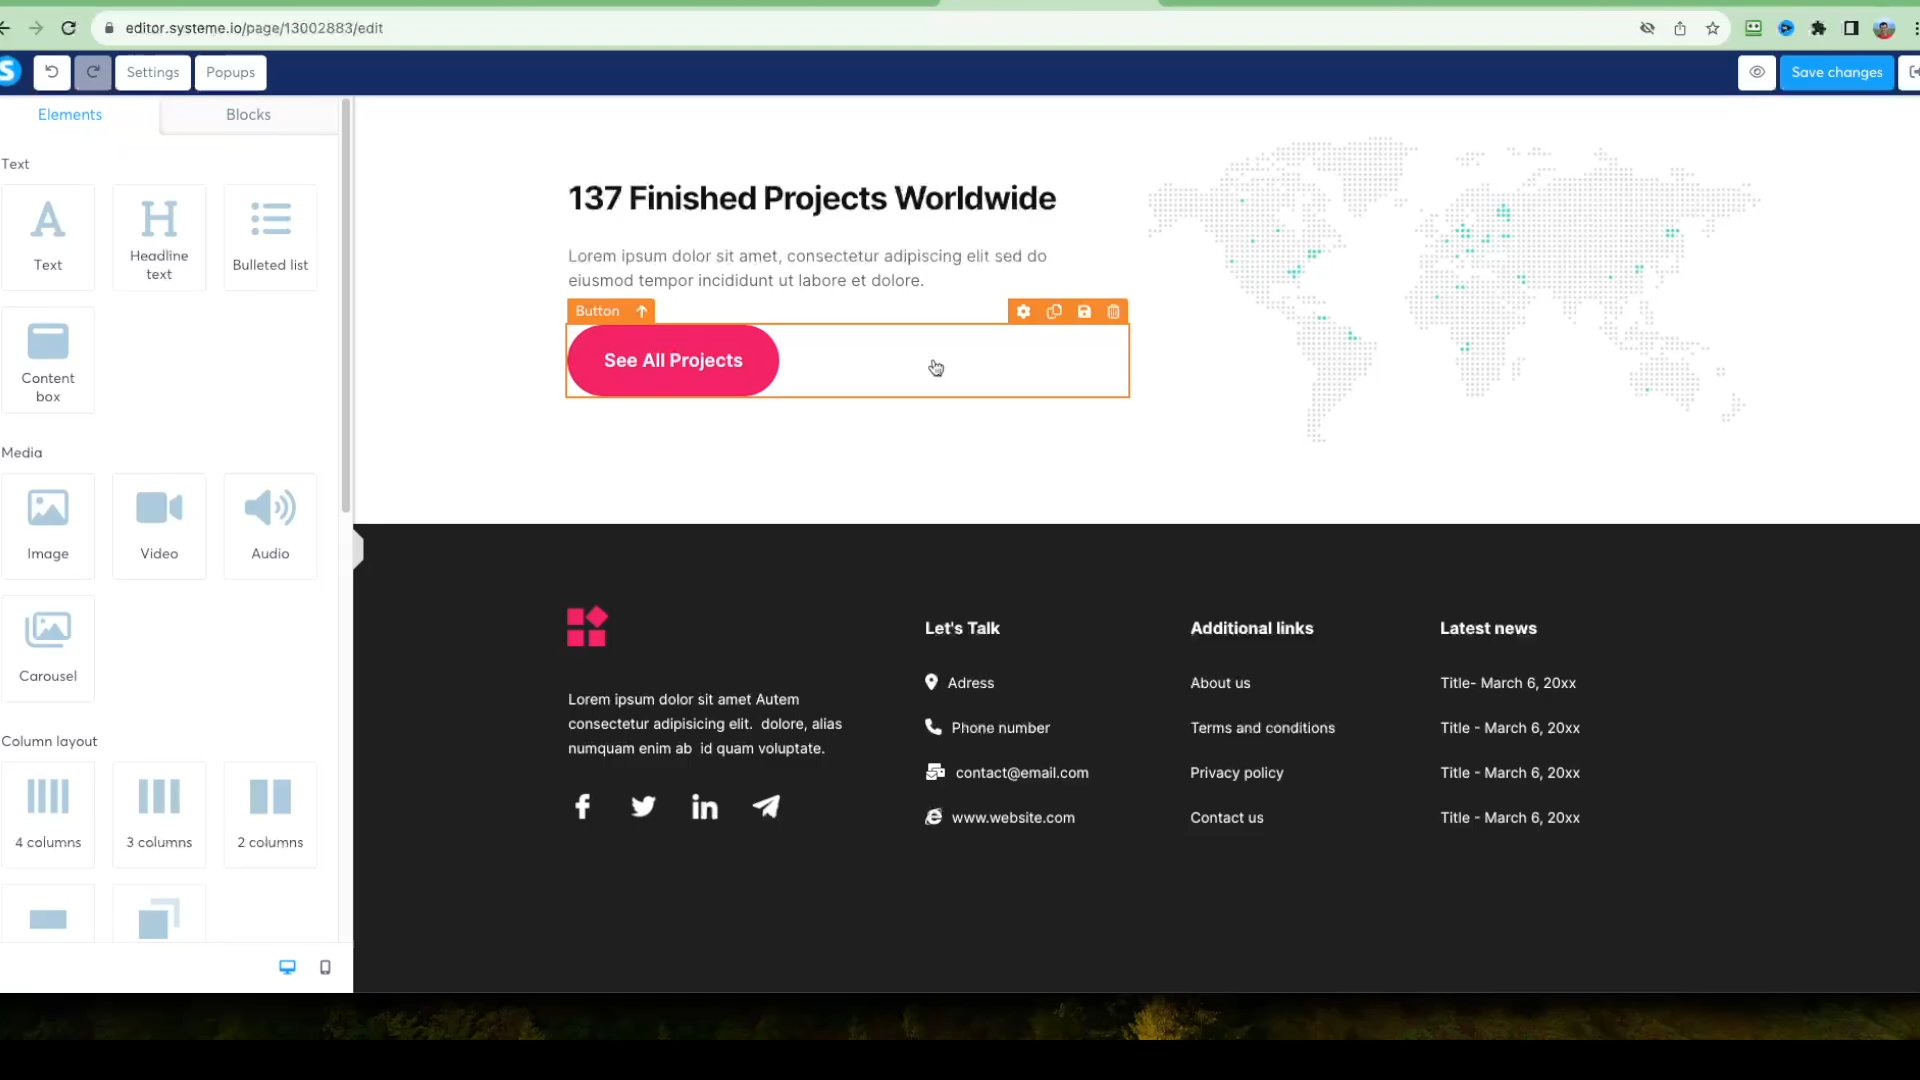 editor.systeme.io/page/13002883/edit
S
Settings
Popups
Save changes
Elements
Blocks
Text
Text
Headline
text
Bulleted list
Content
box
Media
Image
Video
Audio
Carousel
Column layout
4 columns
3 columns
2 columns
137 Finished Projects Worldwide
Lorem ipsum dolor sit amet, consectetur adipiscing elit sed do
eiusmod tempor incididunt ut labore et dolore.
Button
See All Projects
Lorem ipsum dolor sit amet Autem
consectetur adipisicing elit. dolore, alias
numquam enim ab id quam voluptate.
Let's Talk
Adress
Phone number
contact@email.com
www.website.com
Additional links
About us
Terms and conditions
Privacy policy
Contact us
Latest news
Title- March 6, 20xx
Title - March 6, 20xx
Title - March 6, 20xx
Title - March 6, 20xx